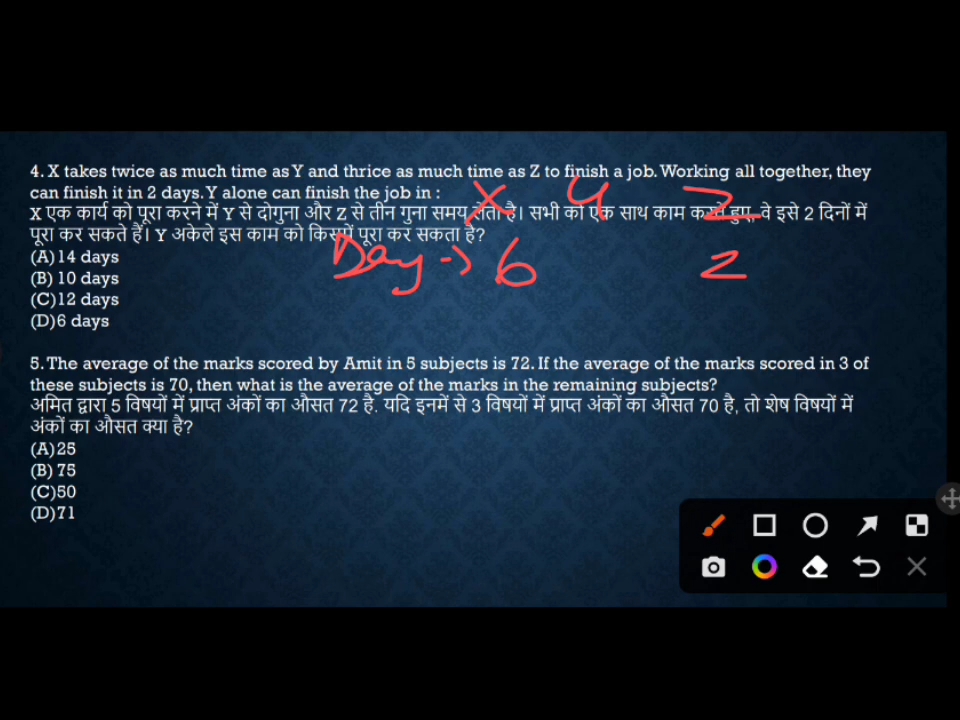 4. X takes twice as much time as Y and thrice as much time as Z to finish a job. Working all together, they
can finish it in 2 days. Y alone can finish the job in :
X एक कार्य को पूरा करने में Y से दोगुना और Z से तीन गुना समय लेता है। सभी को एक साथ काम करते हुए, वे इसे 2 दिनों में
पूरा कर सकते हैं। Y अकेले इस काम को किसमें पूरा कर सकता है?
X y Z
Day → 6 2
(A) 14 days
(B) 10 days
(C) 12 days
(D) 6 days
5. The average of the marks scored by Amit in 5 subjects is 72. If the average of the marks scored in 3 of
these subjects is 70, then what is the average of the marks in the remaining subjects?
अमित द्वारा 5 विषयों में प्राप्त अंकों का औसत 72 है. यदि इनमें से 3 विषयों में प्राप्त अंकों का औसत 70 है, तो शेष विषयों में
अंकों का औसत क्या है?
(A) 25
(B) 75
(C) 50
(D) 71